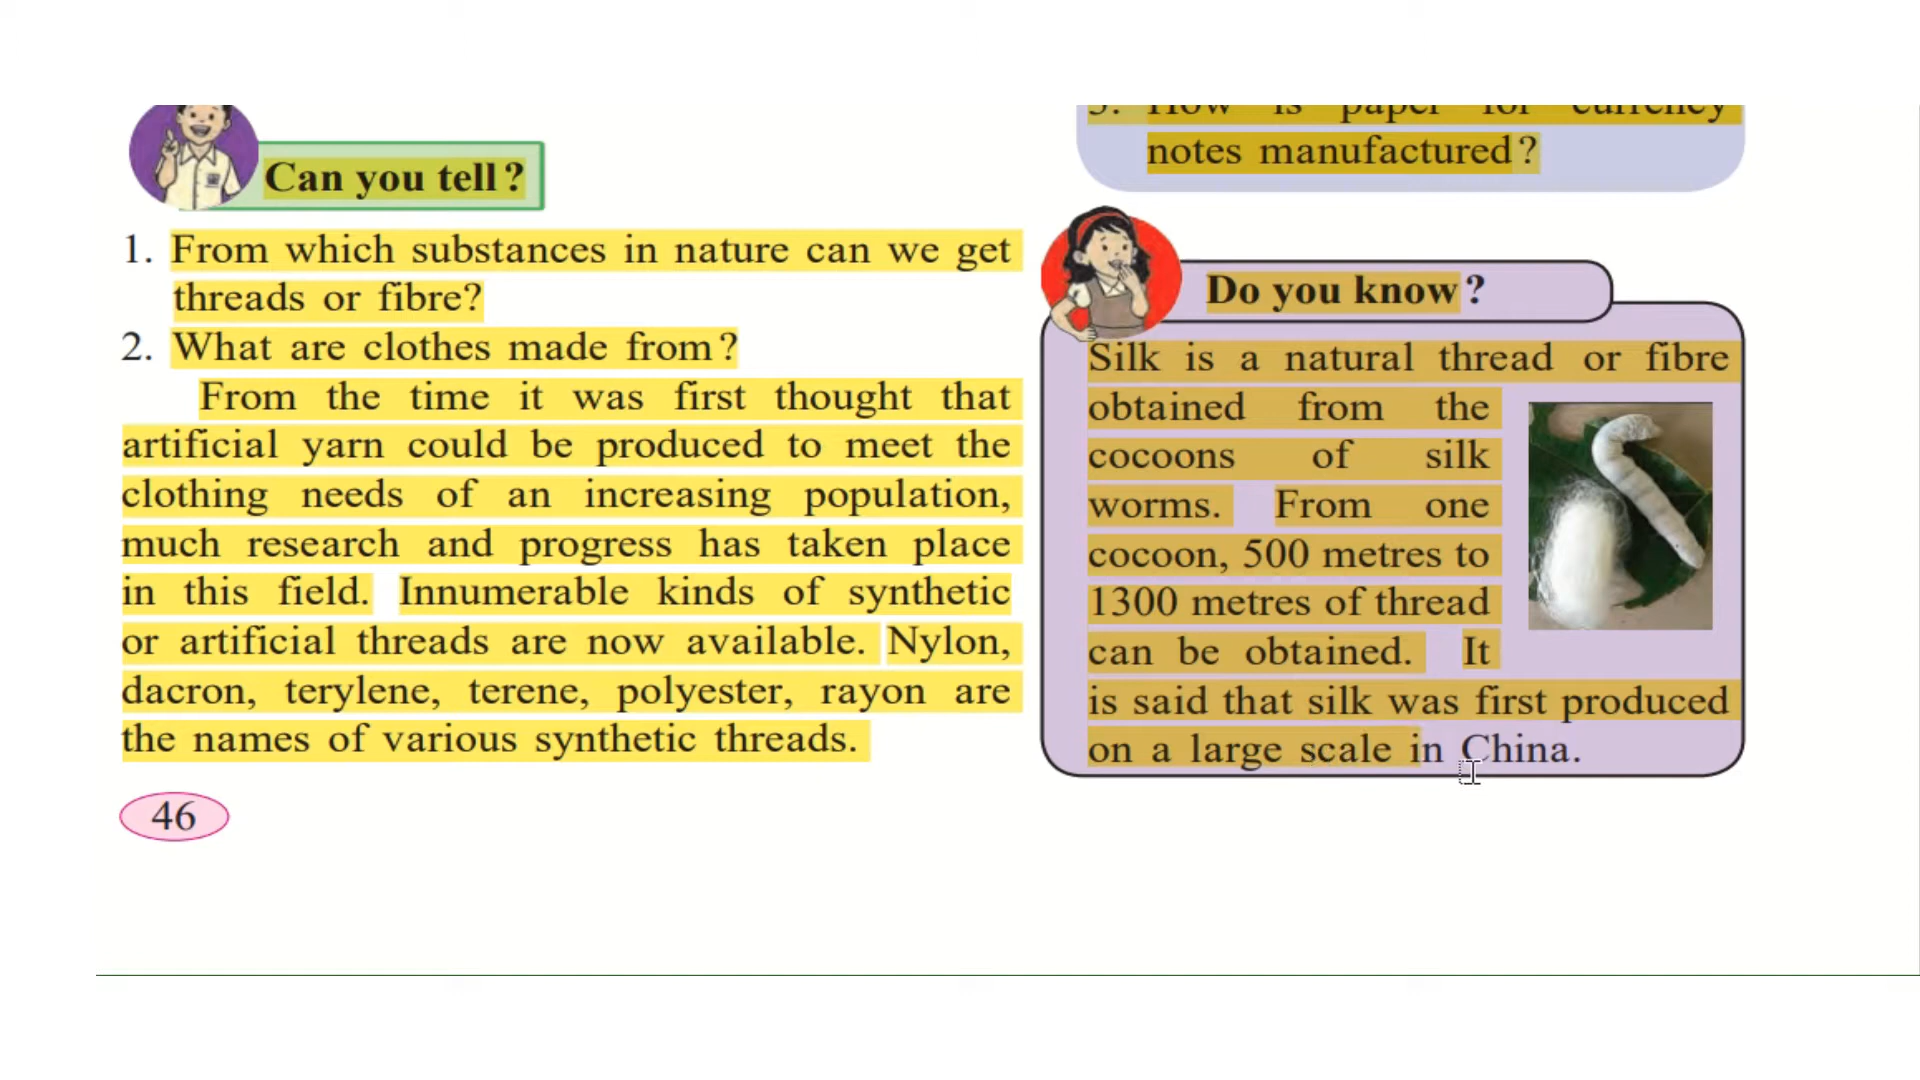 Can you tell?
1. From which substances in nature can we get
threads or fibre?
2. What are clothes made from?
From the time it was first thought that
artificial yarn could be produced to meet the
clothing needs of an increasing population,
much research and progress has taken place
in this field. Innumerable kinds of synthetic
or artificial threads are now available. Nylon,
dacron, terylene, terene, polyester, rayon are
the names of various synthetic threads.
46
3. How is paper for currency
notes manufactured?
Do you know?
Silk is a natural thread or fibre
obtained from the
cocoons of silk
worms. From one
cocoon, 500 metres to
1300 metres of thread
can be obtained. It
is said that silk was first produced
on a large scale in China.